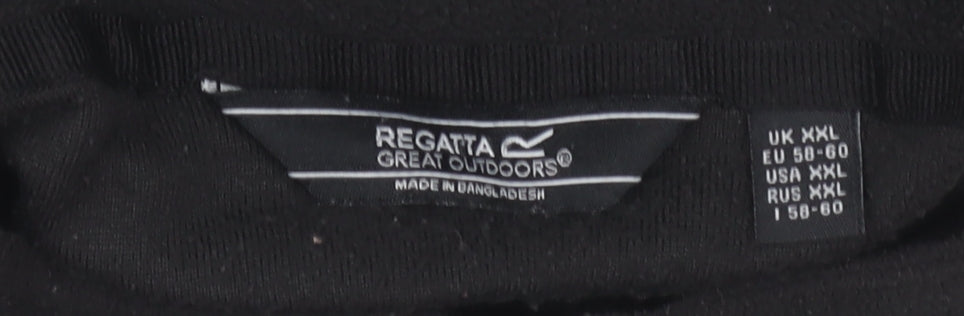 REGATTA
GREAT OUTDOORS®
MADE IN BANGLADESH
UK XXL
EU 58-60
USA XXL
RUS XXL
I 58-60